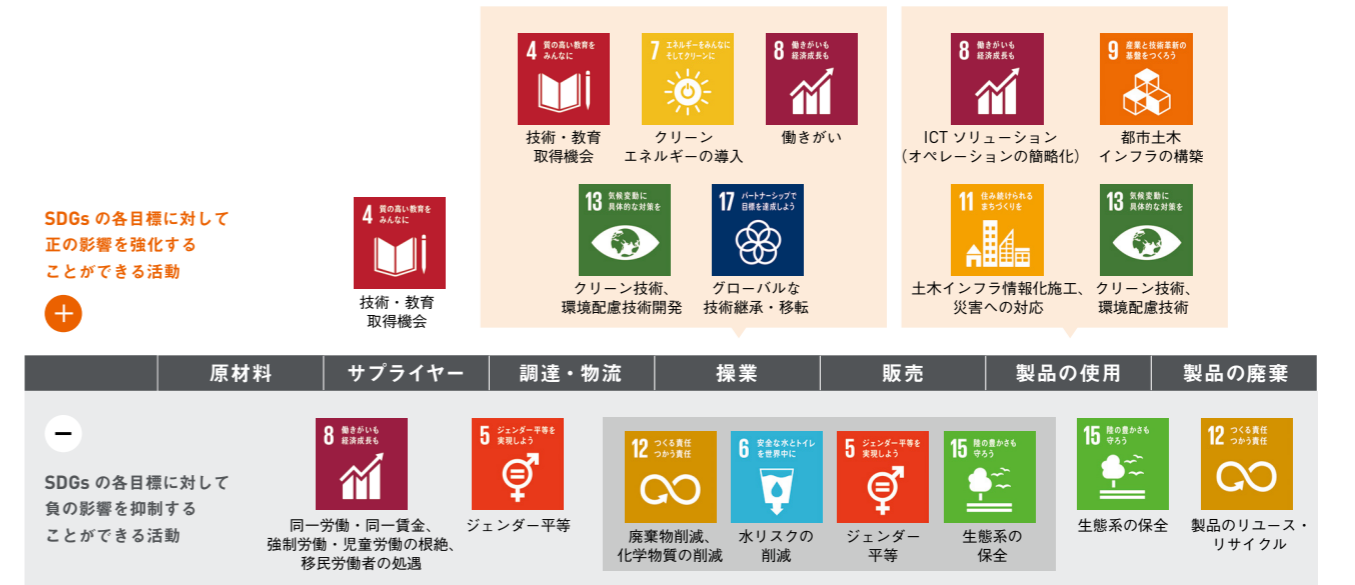 4 質の高い教育を
みんなに
技術・教育
取得機会
7 エネルギーをみんなに
そしてクリーンに
クリーン
エネルギーの導入
8 働きがいも
経済成長も
働きがい
8 働きがいも
経済成長も
ICT ソリューション
（オペレーションの簡略化）
9 産業と技術革新の
基盤をつくろう
都市土木
インフラの構築
SDGs の各目標に対して
正の影響を強化する
ことができる活動
+
4 質の高い教育を
みんなに
技術・教育
取得機会
13 気候変動に
具体的な対策を
クリーン技術、
環境配慮技術開発
17 パートナーシップで
目標を達成しよう
グローバルな
技術継承・移転
11 住み続けられる
まちづくりを
土木インフラ情報化施工、
災害への対応
13 気候変動に
具体的な対策を
クリーン技術、
環境配慮技術
原材料
サプライヤー
調達・物流
操業
販売
製品の使用
製品の廃棄
−
SDGs の各目標に対して
負の影響を抑制する
ことができる活動
8 働きがいも
経済成長も
同一労働・同一賃金、
強制労働・児童労働の根絶、
移民労働者の処遇
5 ジェンダー平等を
実現しよう
ジェンダー平等
12 つくる責任
つかう責任
廃棄物削減、
化学物質の削減
6 安全な水とトイレ
を世界中に
水リスクの
削減
5 ジェンダー平等を
実現しよう
ジェンダー
平等
15 陸の豊かさも
守ろう
生態系の
保全
15 陸の豊かさも
守ろう
生態系の保全
12 つくる責任
つかう責任
製品のリユース・
リサイクル